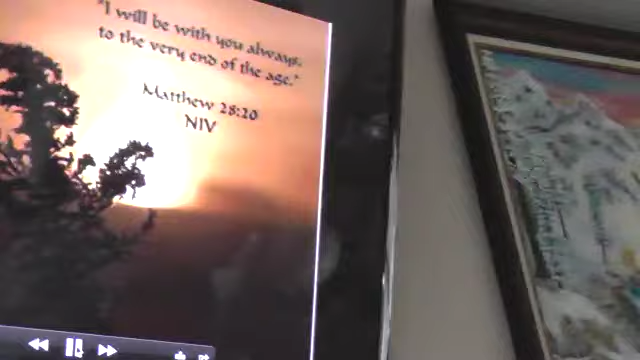 "I will be with you always,
to the very end of the age."
Matthew 28:20
NIV